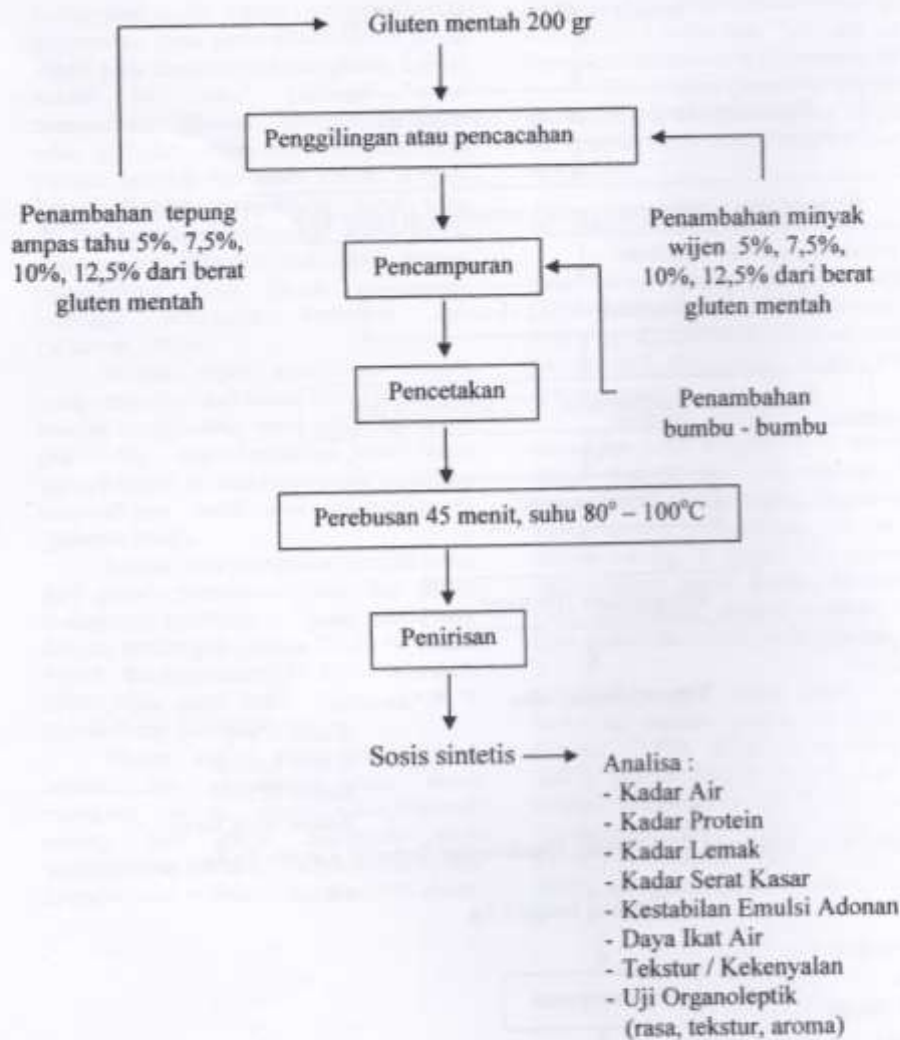 Gluten mentah 200 gr
Penggilingan atau pencacahan
Penambahan tepung
ampas tahu 5%, 7,5%,
10%, 12,5% dari berat
gluten mentah
Penambahan minyak
wijen 5%, 7,5%,
10%, 12,5% dari berat
gluten mentah
Pencampuran
Pencetakan
Penambahan
bumbu - bumbu
Perebusan 45 menit, suhu 80° – 100°C
Penirisan
Sosis sintetis
Analisa :
- Kadar Air
- Kadar Protein
- Kadar Lemak
- Kadar Serat Kasar
- Kestabilan Emulsi Adonan
- Daya Ikat Air
- Tekstur / Kekenyalan
- Uji Organoleptik
(rasa, tekstur, aroma)